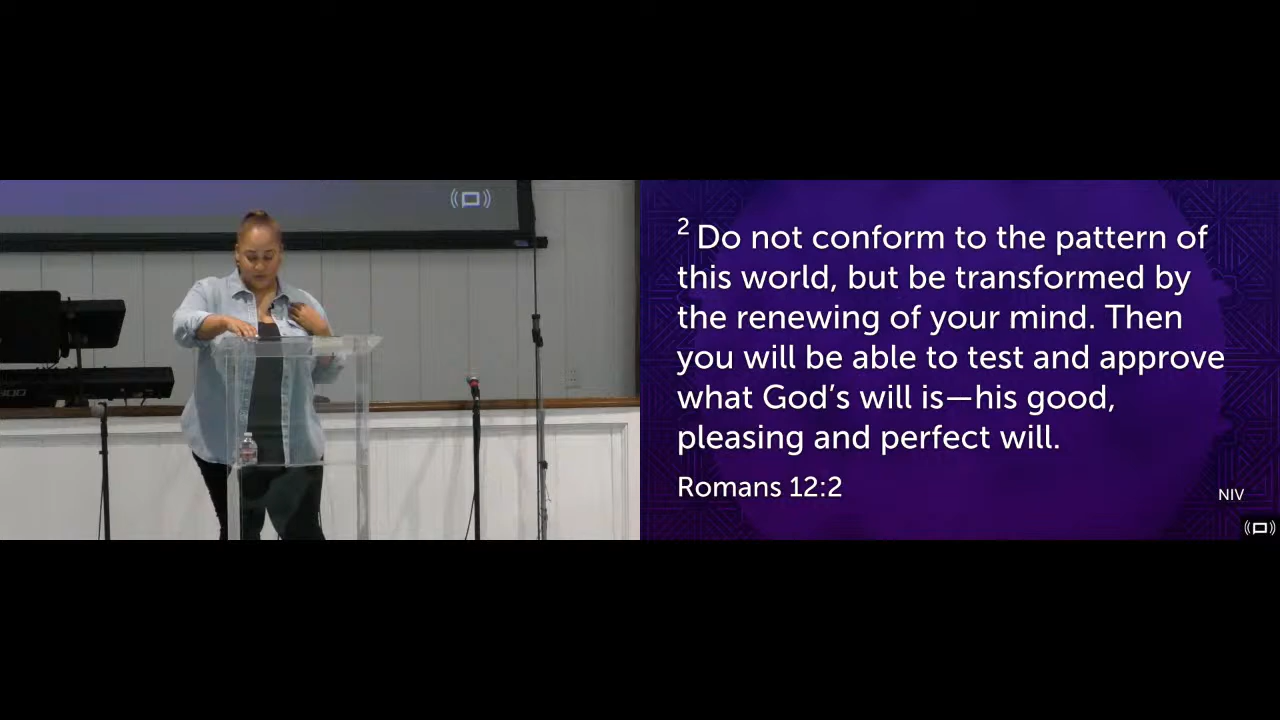 2 Do not conform to the pattern of
this world, but be transformed by
the renewing of your mind. Then
you will be able to test and approve
what God’s will is—his good,
pleasing and perfect will.
Romans 12:2
NIV